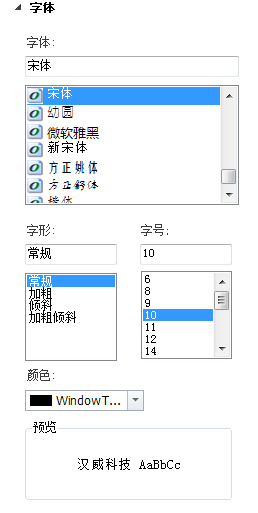 字体
字体:
宋体
宋体
幼圆
微软雅黑
新宋体
方正姚体
方正舒体
楷体
字形: 字号:
常规 10
常规
加粗
倾斜
加粗倾斜
6
8
9
10
11
12
14
颜色:
WindowT...
预览
汉威科技 AaBbCc